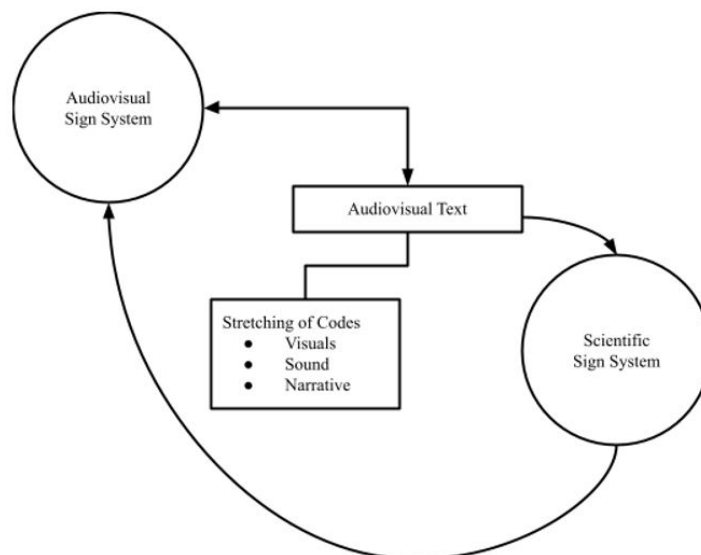 Audiovisual
Sign System
Audiovisual Text
Stretching of Codes
● Visuals
● Sound
● Narrative
Scientific
Sign System